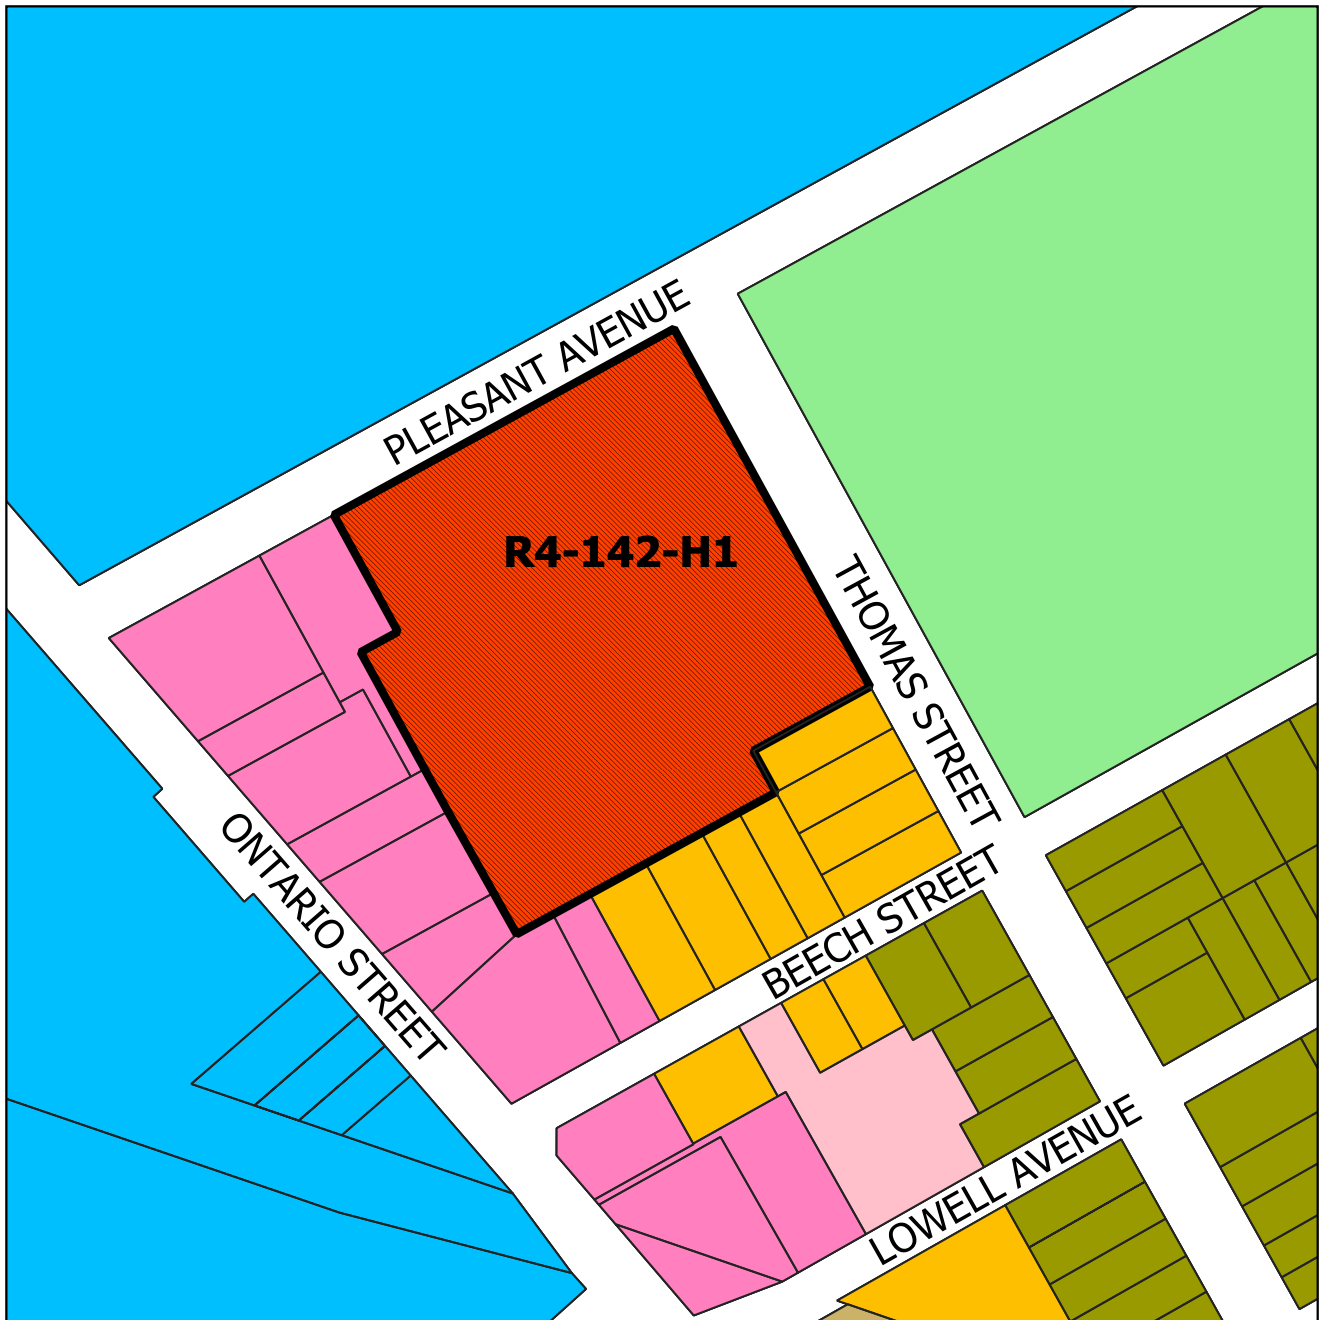 PLEASANT AVENUE
R4-142-H1
THOMAS STREET
ONTARIO STREET
BEECH STREET
LOWELL AVENUE